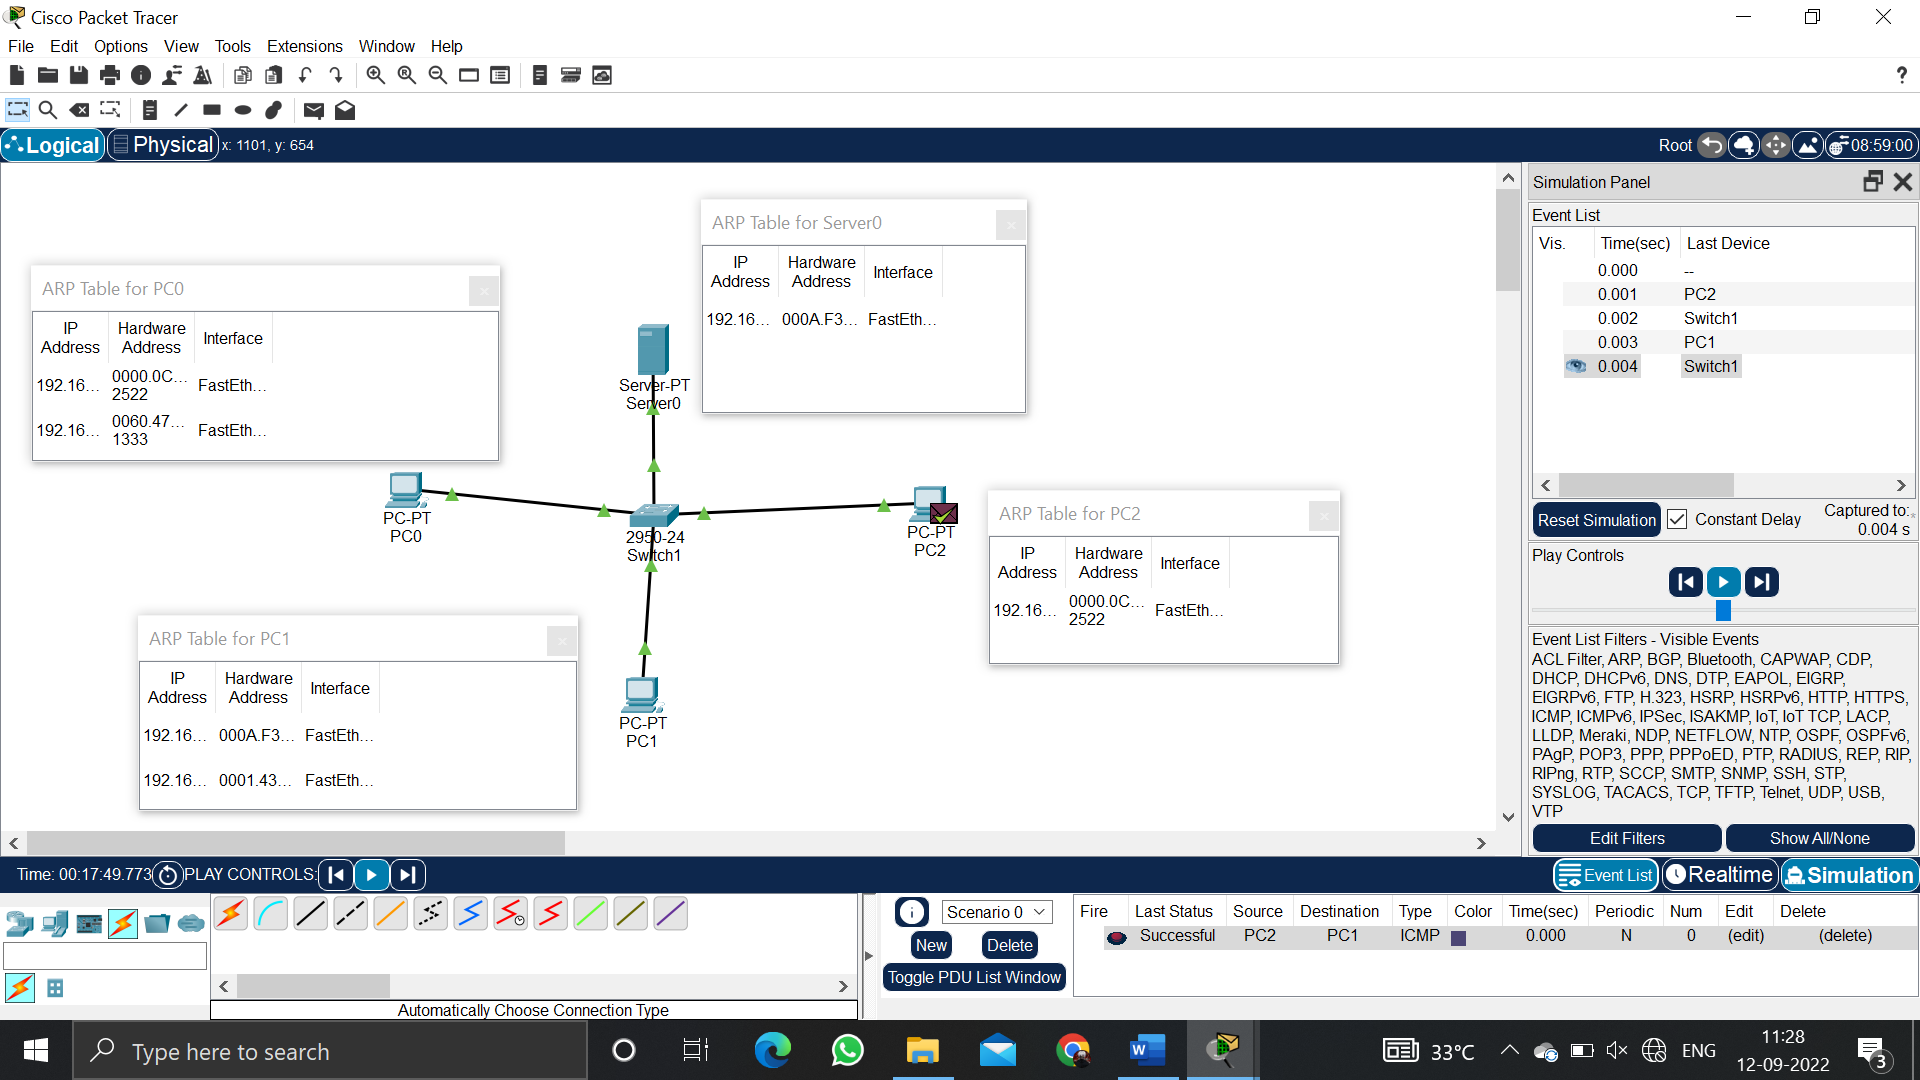 Cisco Packet Tracer
File Edit Options View Tools Extensions Window Help
?
Logical Physical x: 1101, y: 654
Root 08:59:00
ARP Table for Server0
IP Address Hardware Address Interface
192.16... 000A.F3... FastEth...
ARP Table for PC0
IP Address Hardware Address Interface
192.16... 0000.0C... 2522 FastEth...
192.16... 0060.47... 1333 FastEth...
Server-PT
Server0
PC-PT
PC0
2950-24
Switch1
PC-PT
PC2
ARP Table for PC2
IP Address Hardware Address Interface
192.16... 0000.0C... 2522 FastEth...
ARP Table for PC1
IP Address Hardware Address Interface
192.16... 000A.F3... FastEth...
192.16... 0001.43... FastEth...
PC-PT
PC1
Simulation Panel
Event List
Vis. Time(sec) Last Device
0.000 --
0.001 PC2
0.002 Switch1
0.003 PC1
0.004 Switch1
Reset Simulation Constant Delay Captured to:
0.004 s
Play Controls
Event List Filters - Visible Events
ACL Filter, ARP, BGP, Bluetooth, CAPWAP, CDP,
DHCP, DHCPv6, DNS, DTP, EAPOL, EIGRP,
EIGRPv6, FTP, H.323, HSRP, HSRPv6, HTTP, HTTPS,
ICMP, ICMPv6, IPSec, ISAKMP, IoT, IoT TCP, LACP,
LLDP, Meraki, NDP, NETFLOW, NTP, OSPF, OSPFv6,
PAgP, POP3, PPP, PPPoED, PTP, RADIUS, REP, RIP,
RIPng, RTP, SCCP, SMTP, SNMP, SSH, STP,
SYSLOG, TACACS, TCP, TFTP, Telnet, UDP, USB,
VTP
Edit Filters Show All/None
Time: 00:17:49.773 PLAY CONTROLS:
Event List Realtime Simulation
Automatically Choose Connection Type
Scenario 0
New Delete
Toggle PDU List Window
Fire Last Status Source Destination Type Color Time(sec) Periodic Num Edit Delete
Successful PC2 PC1 ICMP 0.000 N 0 (edit) (delete)
Type here to search
33°C ENG 11:28
12-09-2022
3